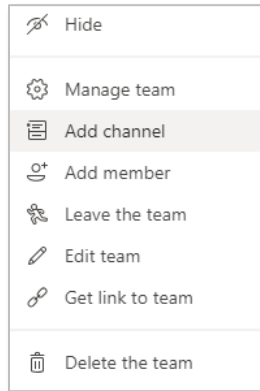 Hide
Manage team
Add channel
Add member
Leave the team
Edit team
Get link to team
Delete the team